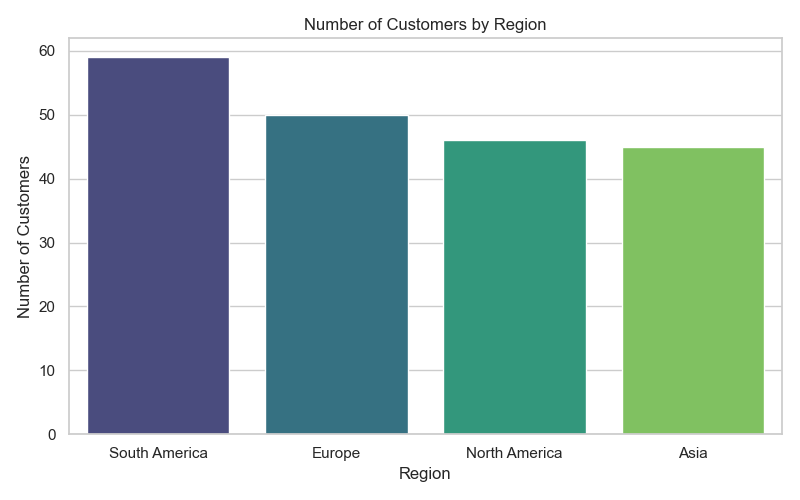 Number of Customers by Region
Number of Customers
60
50
40
30
20
10
0
South America Europe North America Asia
Region